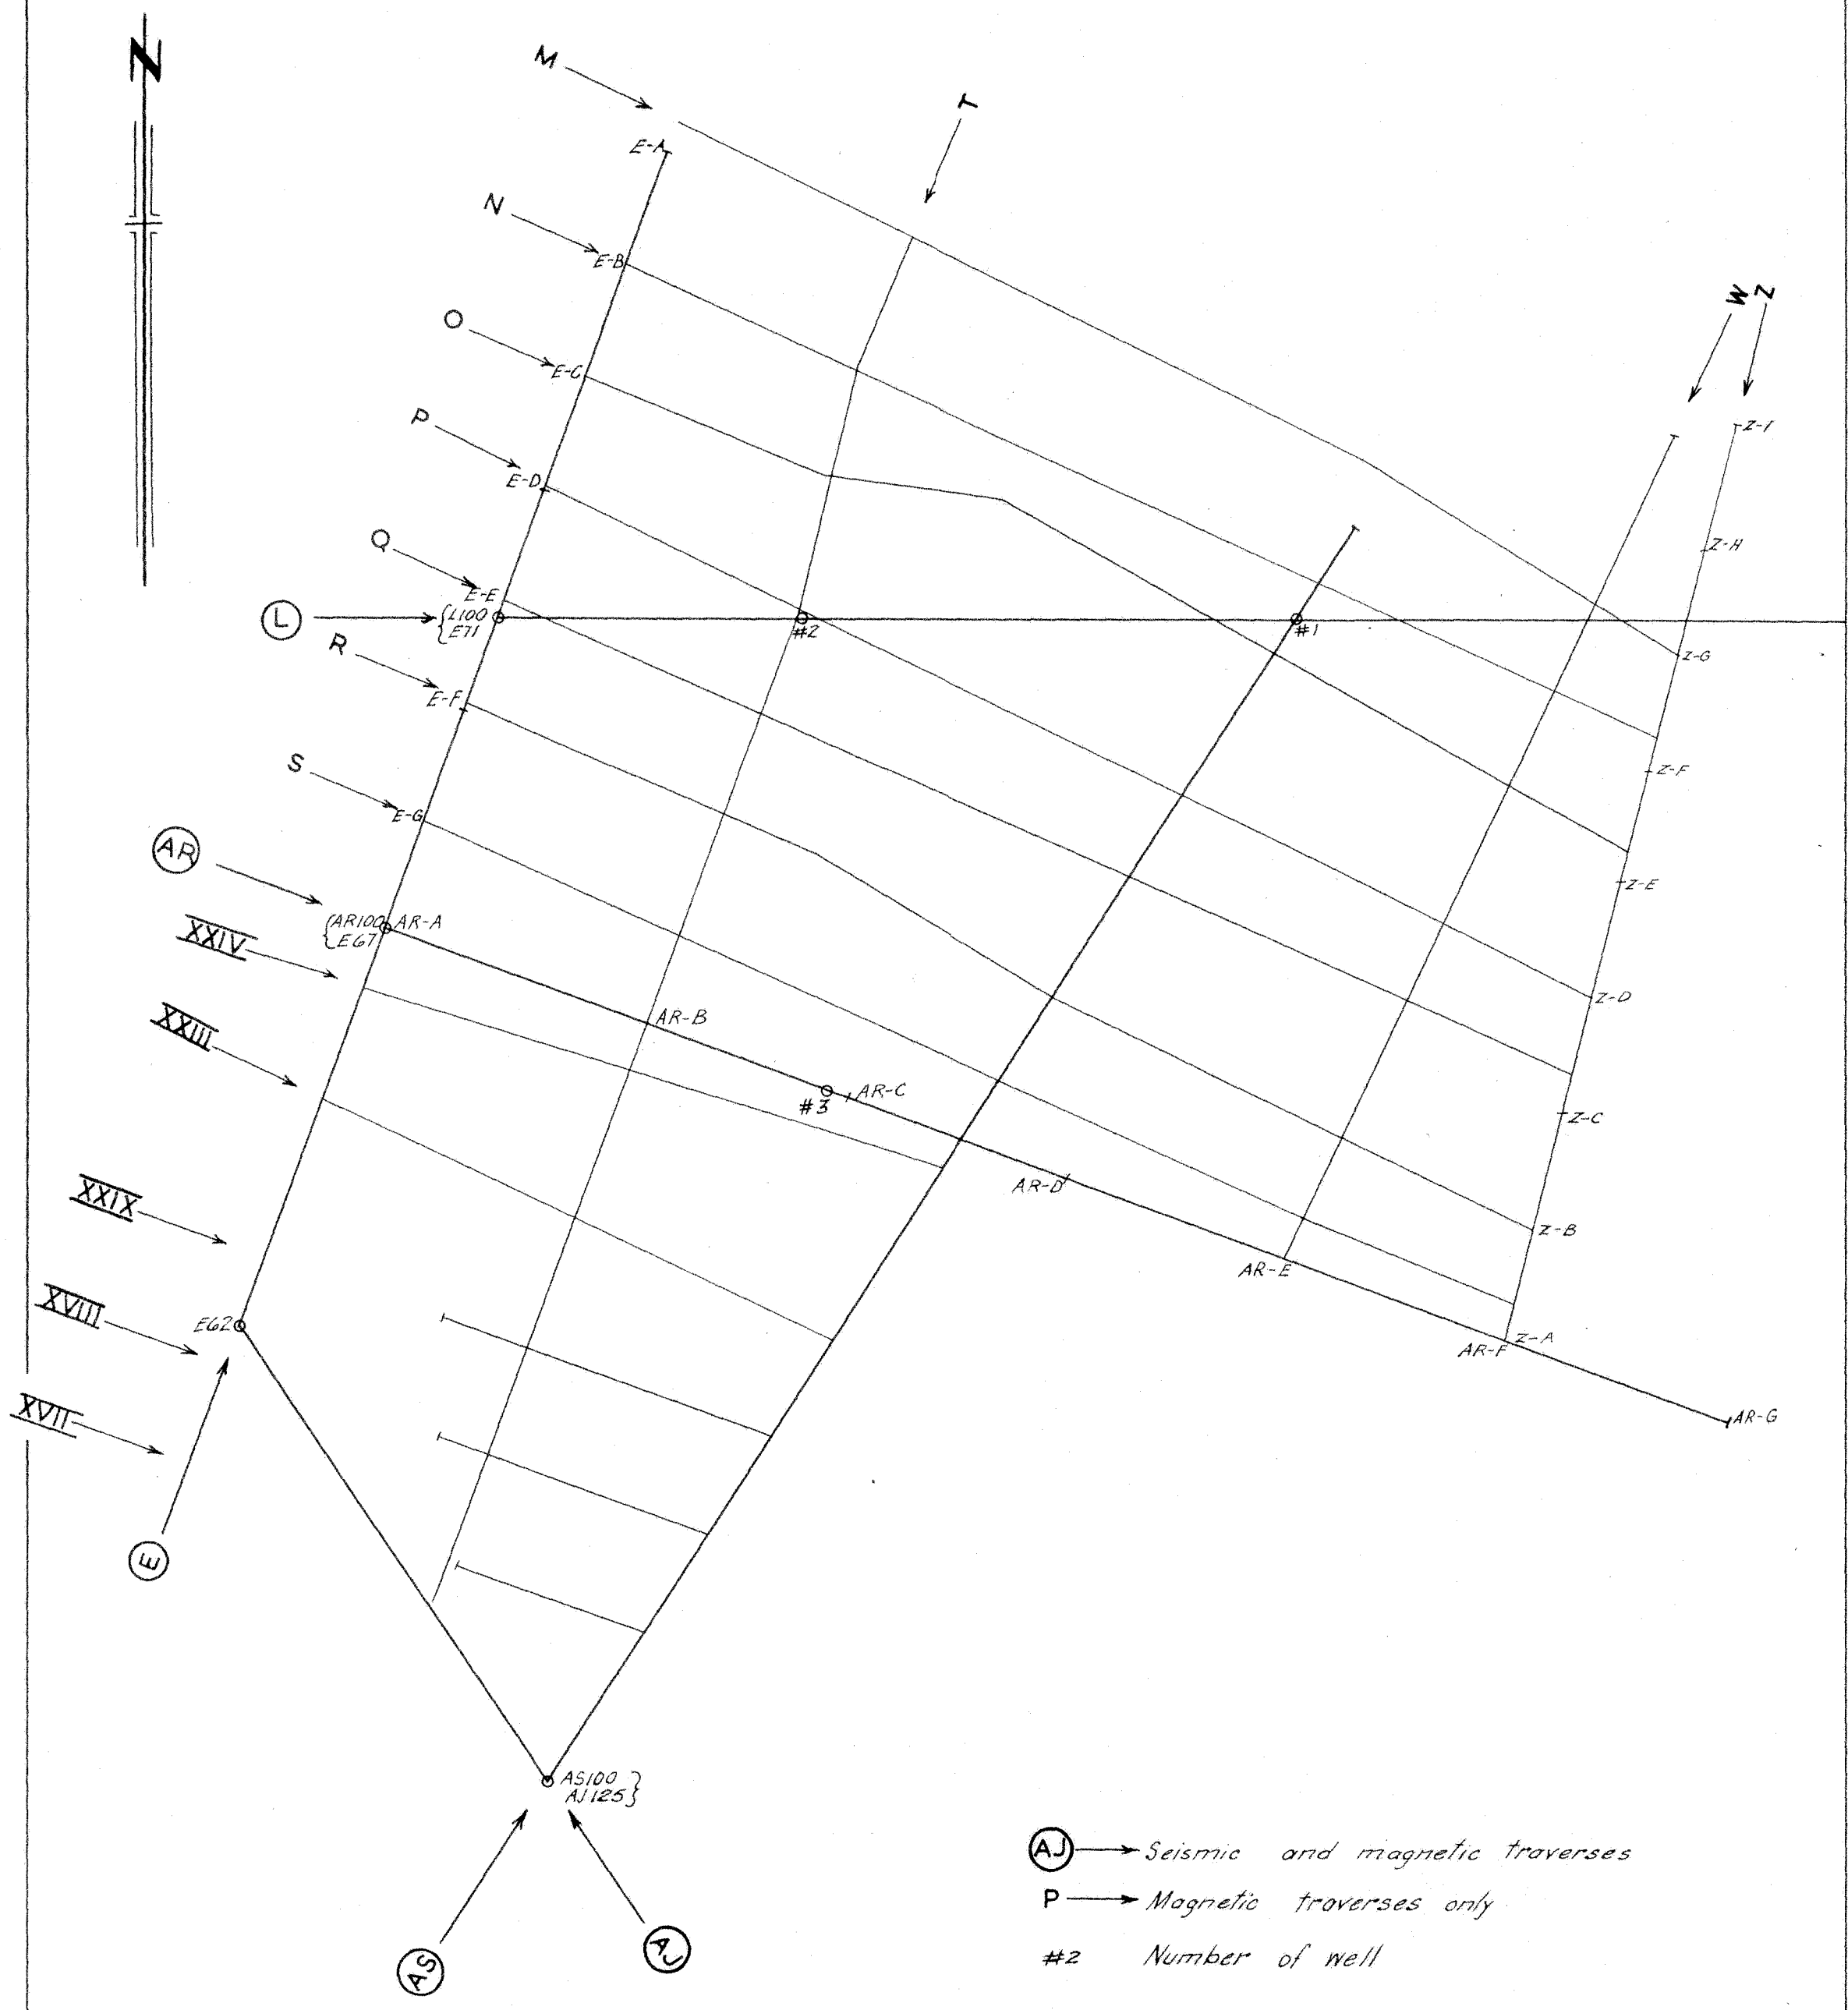 N
M
T
E-A
N
E-B
W
Z
O
E-C
P
E-D
Z-I
Q
E-E
Z-H
L
{L100
E71
#2
#1
R
E-F
Z-G
S
E-G
Z-F
AR
{AR100
E67
AR-A
Z-E
XXIV
XXIII
AR-B
Z-D
#3
AR-C
Z-C
XXIX
AR-D
Z-B
XVIII
E62
AR-E
Z-A
AR-F
XVII
AR-G
E
AS100
AJ125}
AS
AJ
AJ Seismic and magnetic traverses
P Magnetic traverses only
#2 Number of well